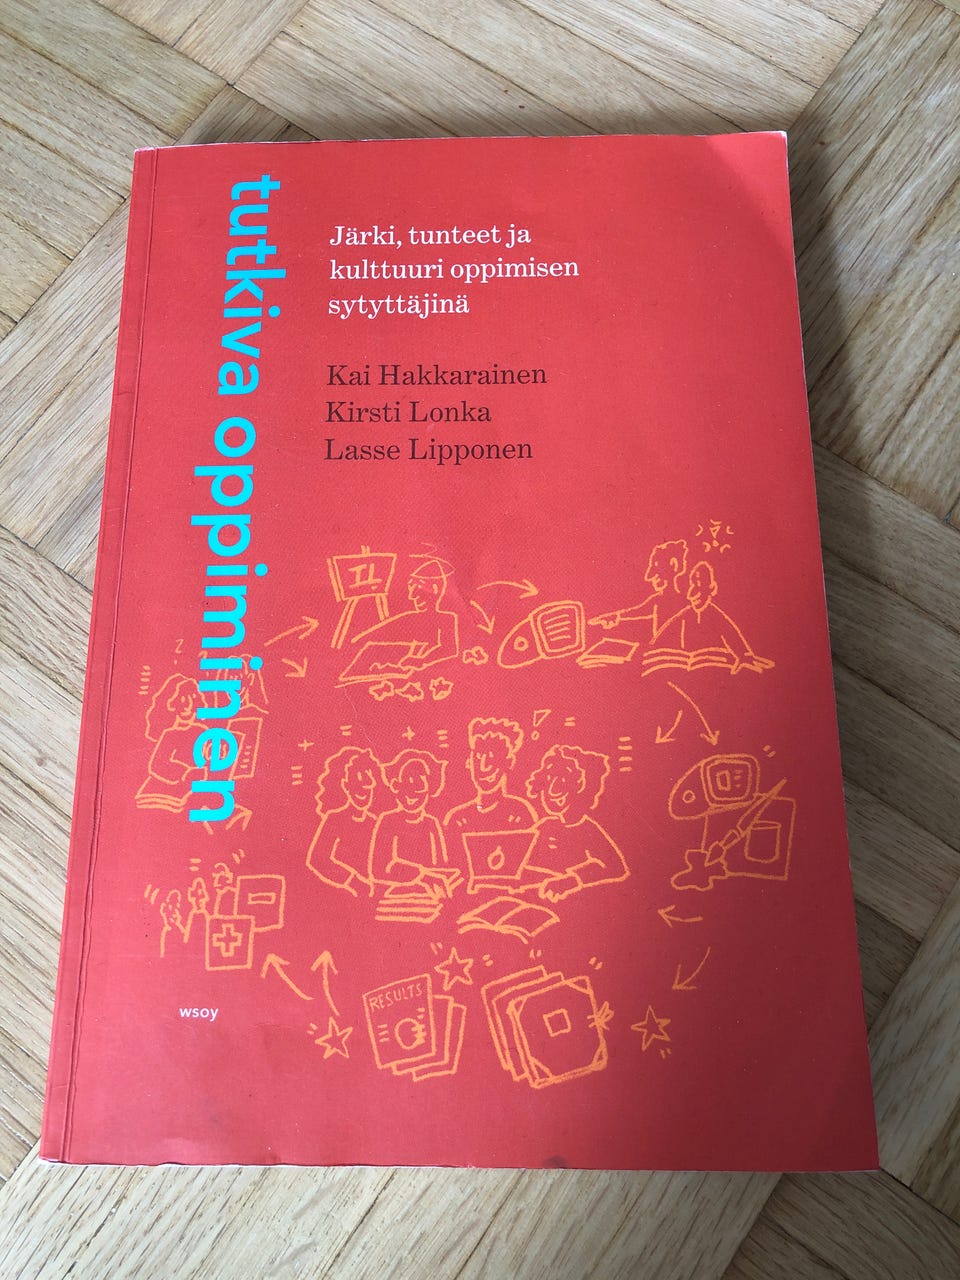 tutkiva oppiminen
Järki, tunteet ja
kulttuuri oppimisen
sytyttäjinä
Kai Hakkarainen
Kirsti Lonka
Lasse Lipponen
RESULTS
wsoy